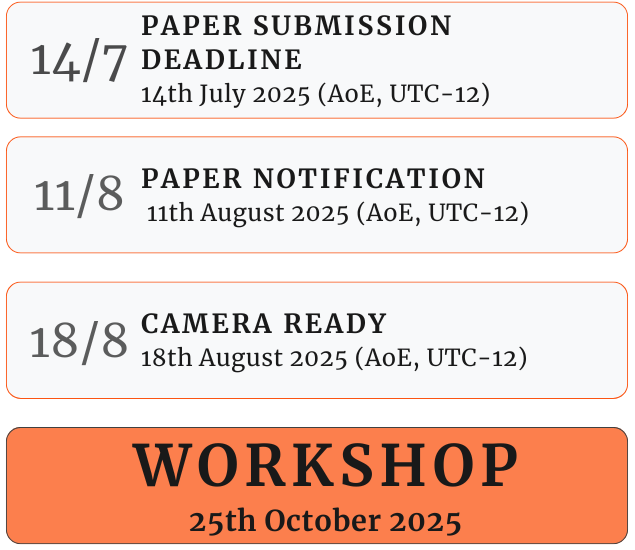 14/7
PAPER SUBMISSION
DEADLINE
14th July 2025 (AoE, UTC-12)
11/8
PAPER NOTIFICATION
11th August 2025 (AoE, UTC-12)
18/8
CAMERA READY
18th August 2025 (AoE, UTC-12)
WORKSHOP
25th October 2025